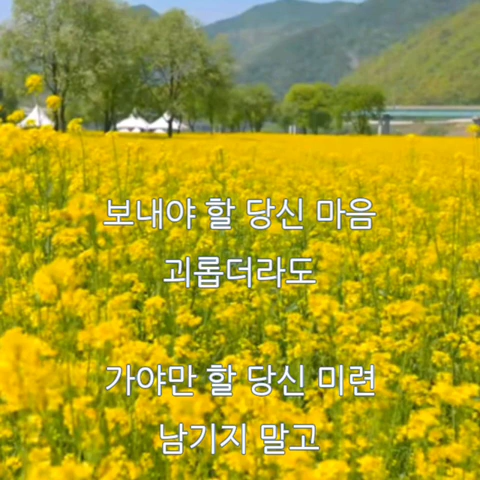 보내야 할 당신 마음
괴롭더라도
가야만 할 당신 미련
남기지 말고